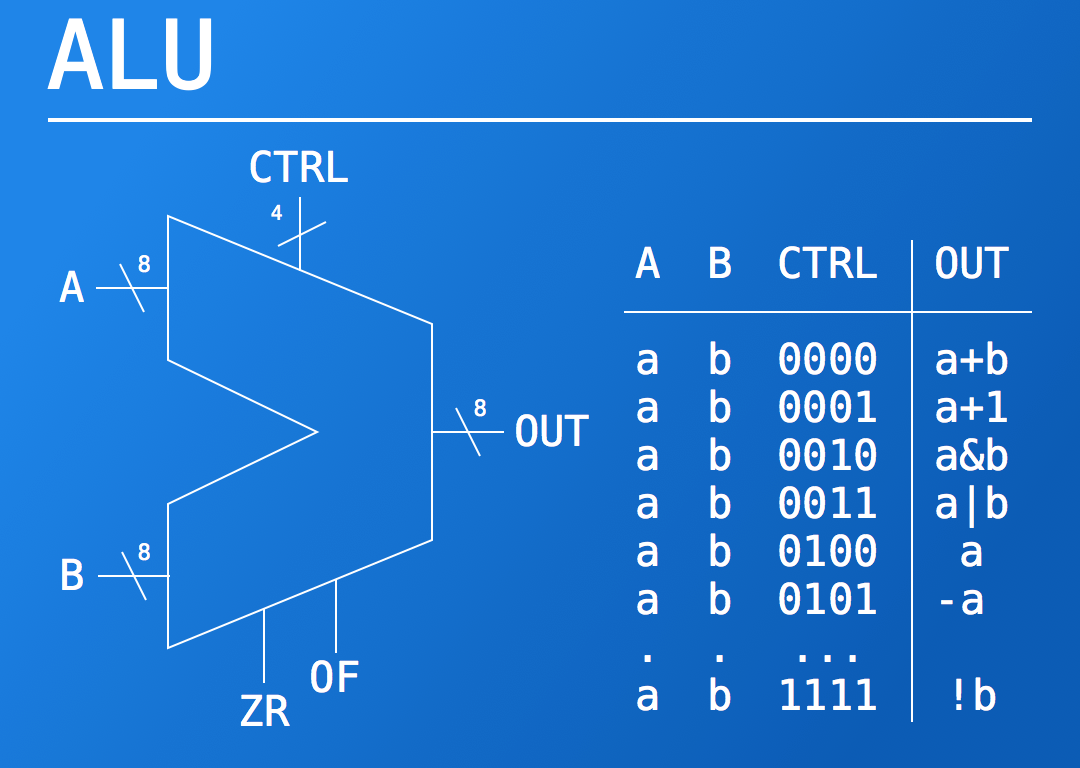 ALU
CTRL
4
8
A
8
OUT
8
B
OF
ZR
A B CTRL OUT
a b 0000 a+b
a b 0001 a+1
a b 0010 a&b
a b 0011 a|b
a b 0100 a
a b 0101 -a
. . ...
a b 1111 !b